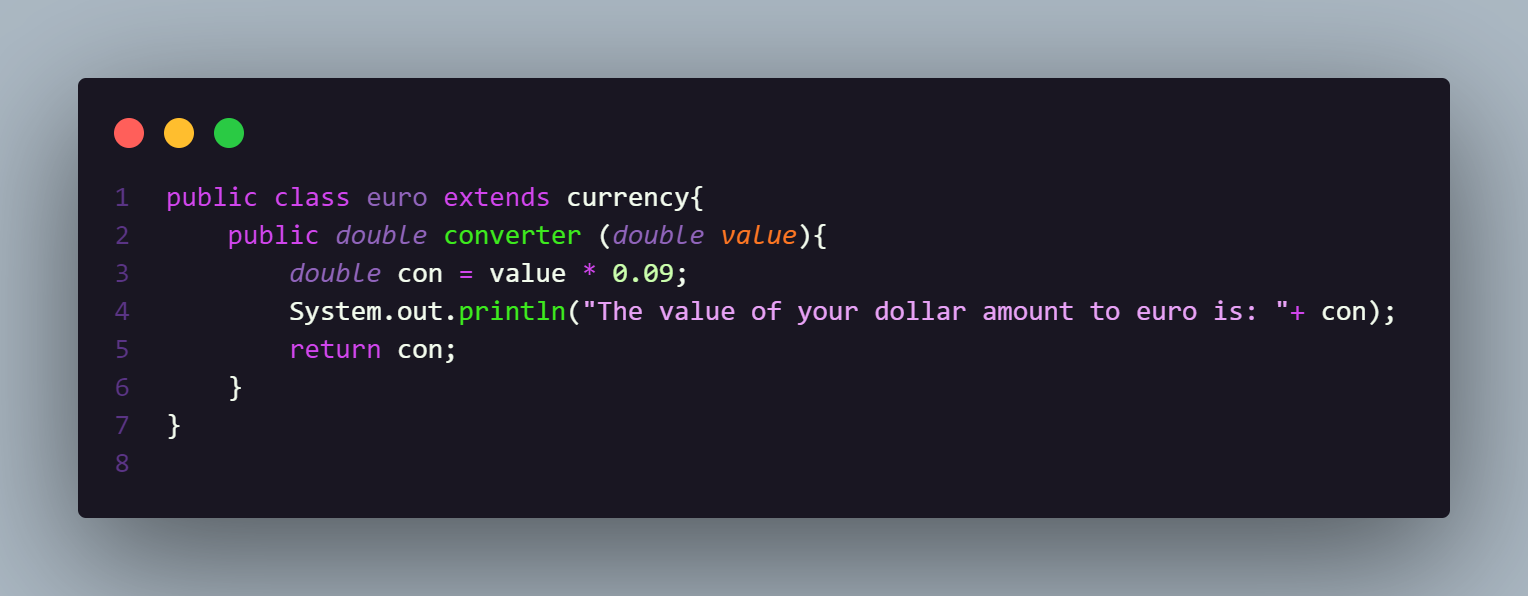 1 public class euro extends currency{
2     public double converter (double value){
3         double con = value * 0.09;
4         System.out.println("The value of your dollar amount to euro is: "+ con);
5         return con;
6     }
7 }
8